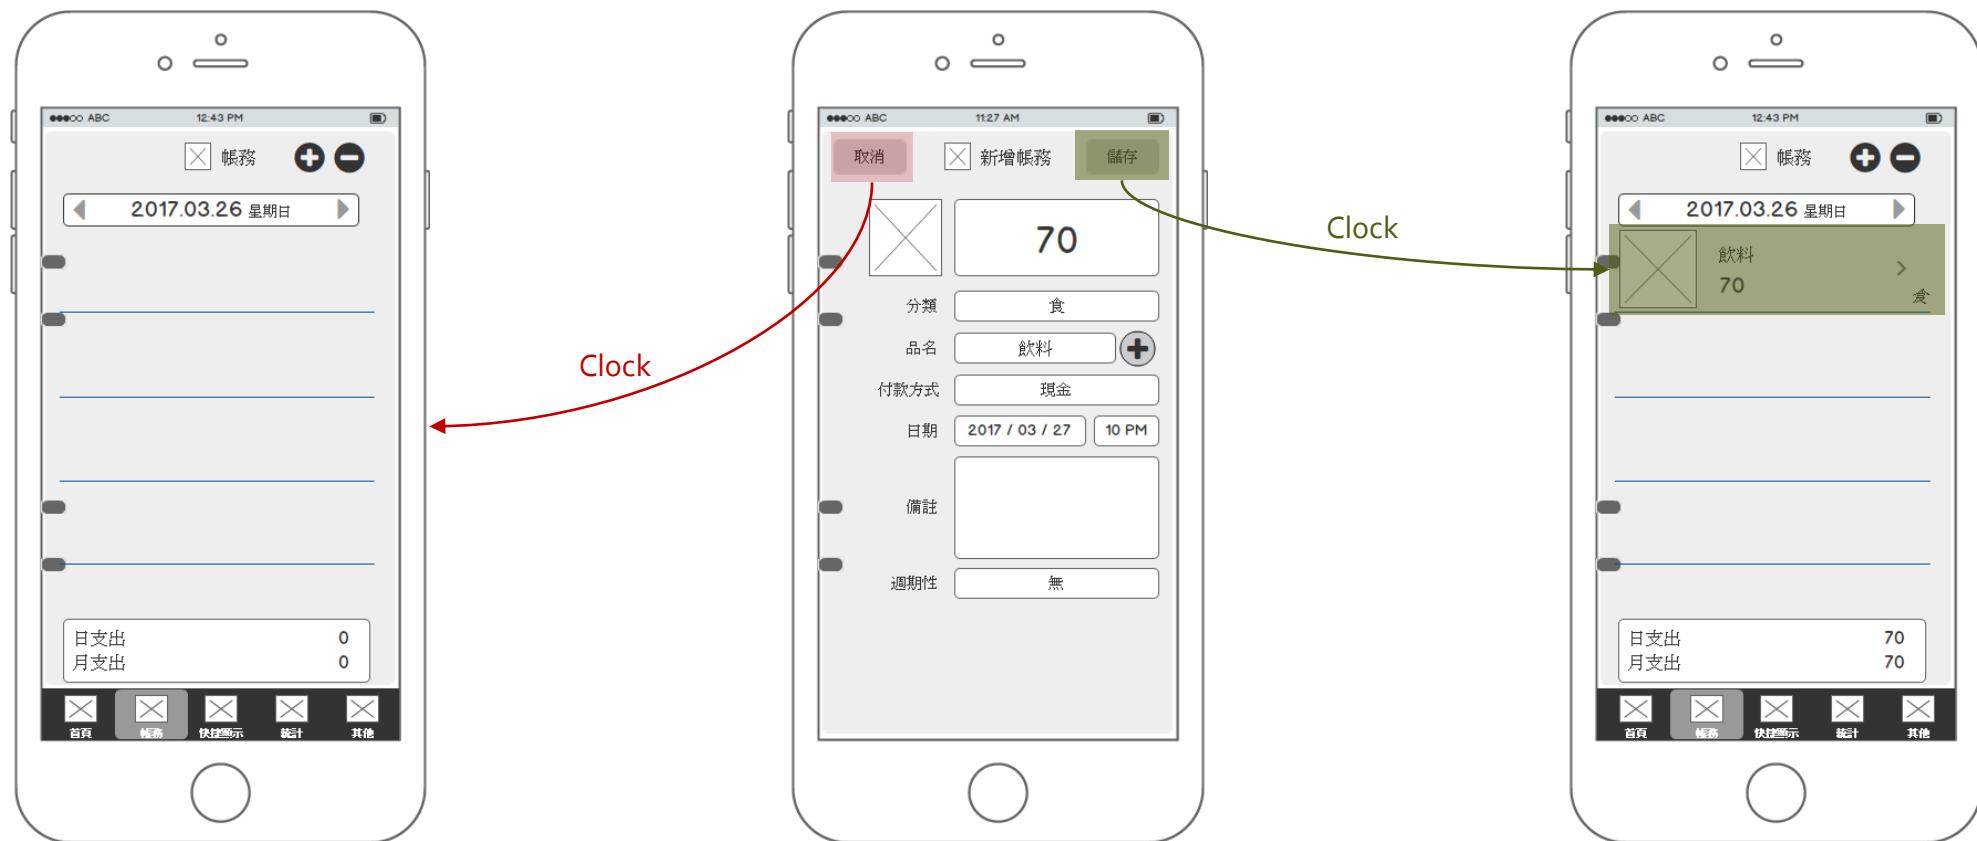 ABC 12:43 PM
帳務
2017.03.26 星期日
日支出 0
月支出 0
首頁 帳務 快捷顯示 統計 其他
Clock
ABC 11:27 AM
取消 新增帳務 儲存
70
分類 食
品名 飲料
付款方式 現金
日期 2017 / 03 / 27 10 PM
備註
週期性 無
Clock
ABC 12:43 PM
帳務
2017.03.26 星期日
飲料
70
食
日支出 70
月支出 70
首頁 帳務 快捷顯示 統計 其他